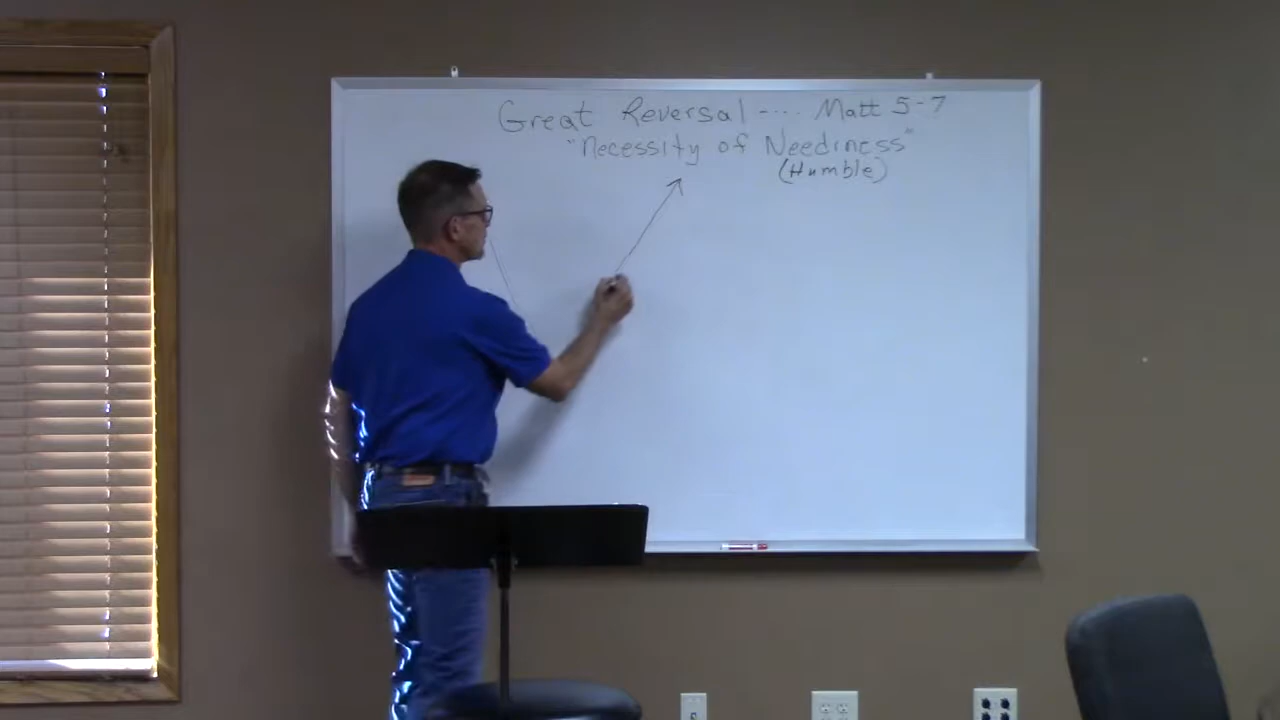 Great Reversal .... Matt 5-7
"Necessity of Neediness"
(Humble)